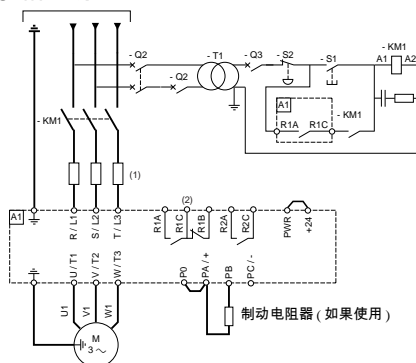 - Q2
- T1
- Q3
- S2
- S1
- KM1
A1
A2
- Q2
A1
R1A
R1C
- KM1
- KM1
(1)
A1
R / L1
S / L2
T / L3
R1A
(2)
R1C
R1B
R2A
R2C
PWR
+24
U / T1
V / T2
W / T3
P0
PA / +
PB
PC / -
U1
V1
W1
M
3 ~
制动电阻器 ( 如果使用 )